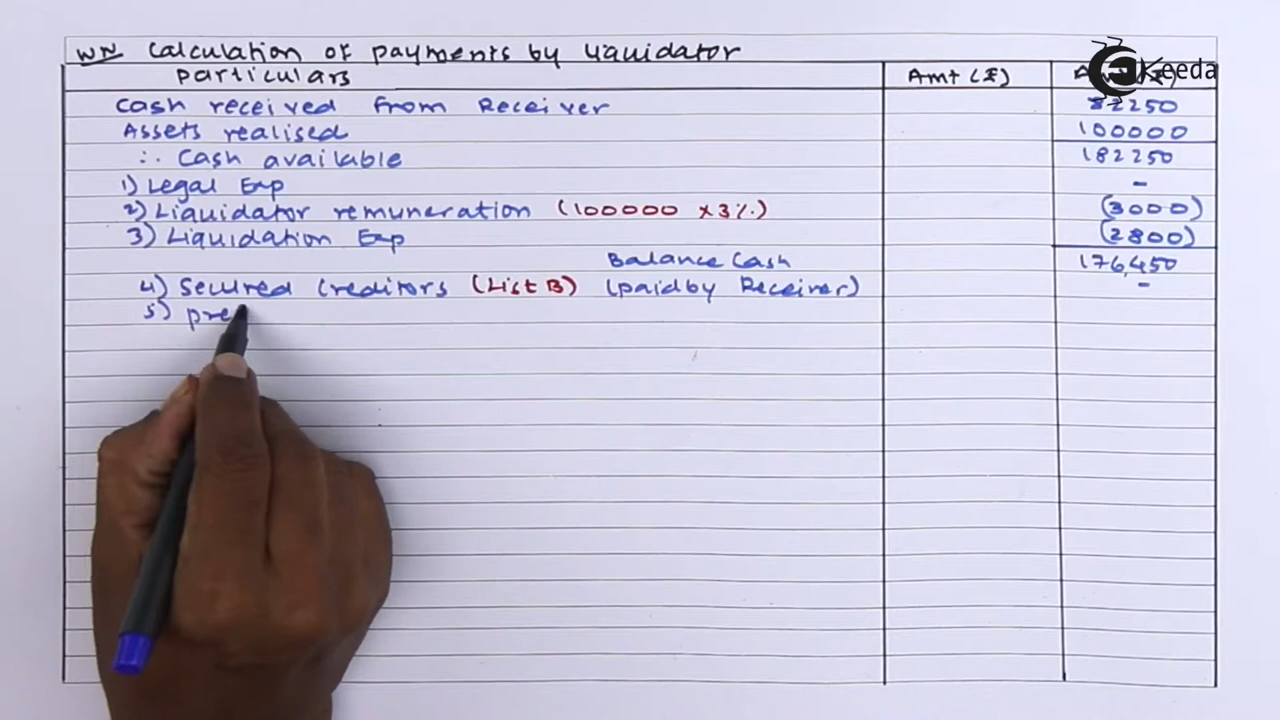 WN Calculation of payments by Liquidator
particulars Amt (₹)
Cash received from Receiver 82250
Assets realised 100000
∴ Cash available 182250
1) Legal Exp -
2) Liquidator remuneration (100000 x3%) (3000)
3) Liquidation Exp (2800)
Balance Cash 176,450
4) Secured Creditors (List B) (paid by Receiver) -
5) pre
Keeda